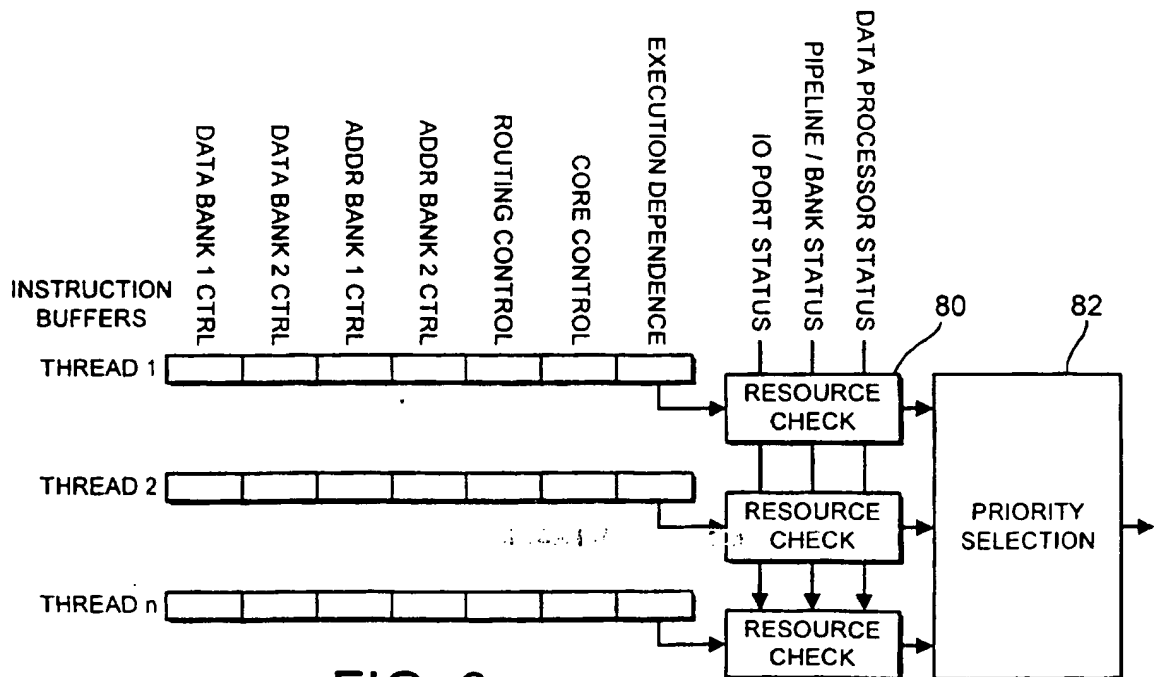 DATA BANK 1 CTRL
DATA BANK 2 CTRL
ADDR BANK 1 CTRL
ADDR BANK 2 CTRL
ROUTING CONTROL
CORE CONTROL
EXECUTION DEPENDENCE
IO PORT STATUS
PIPELINE / BANK STATUS
DATA PROCESSOR STATUS
INSTRUCTION
BUFFERS
80
82
THREAD 1
RESOURCE
CHECK
THREAD 2
RESOURCE
CHECK
PRIORITY
SELECTION
THREAD n
RESOURCE
CHECK